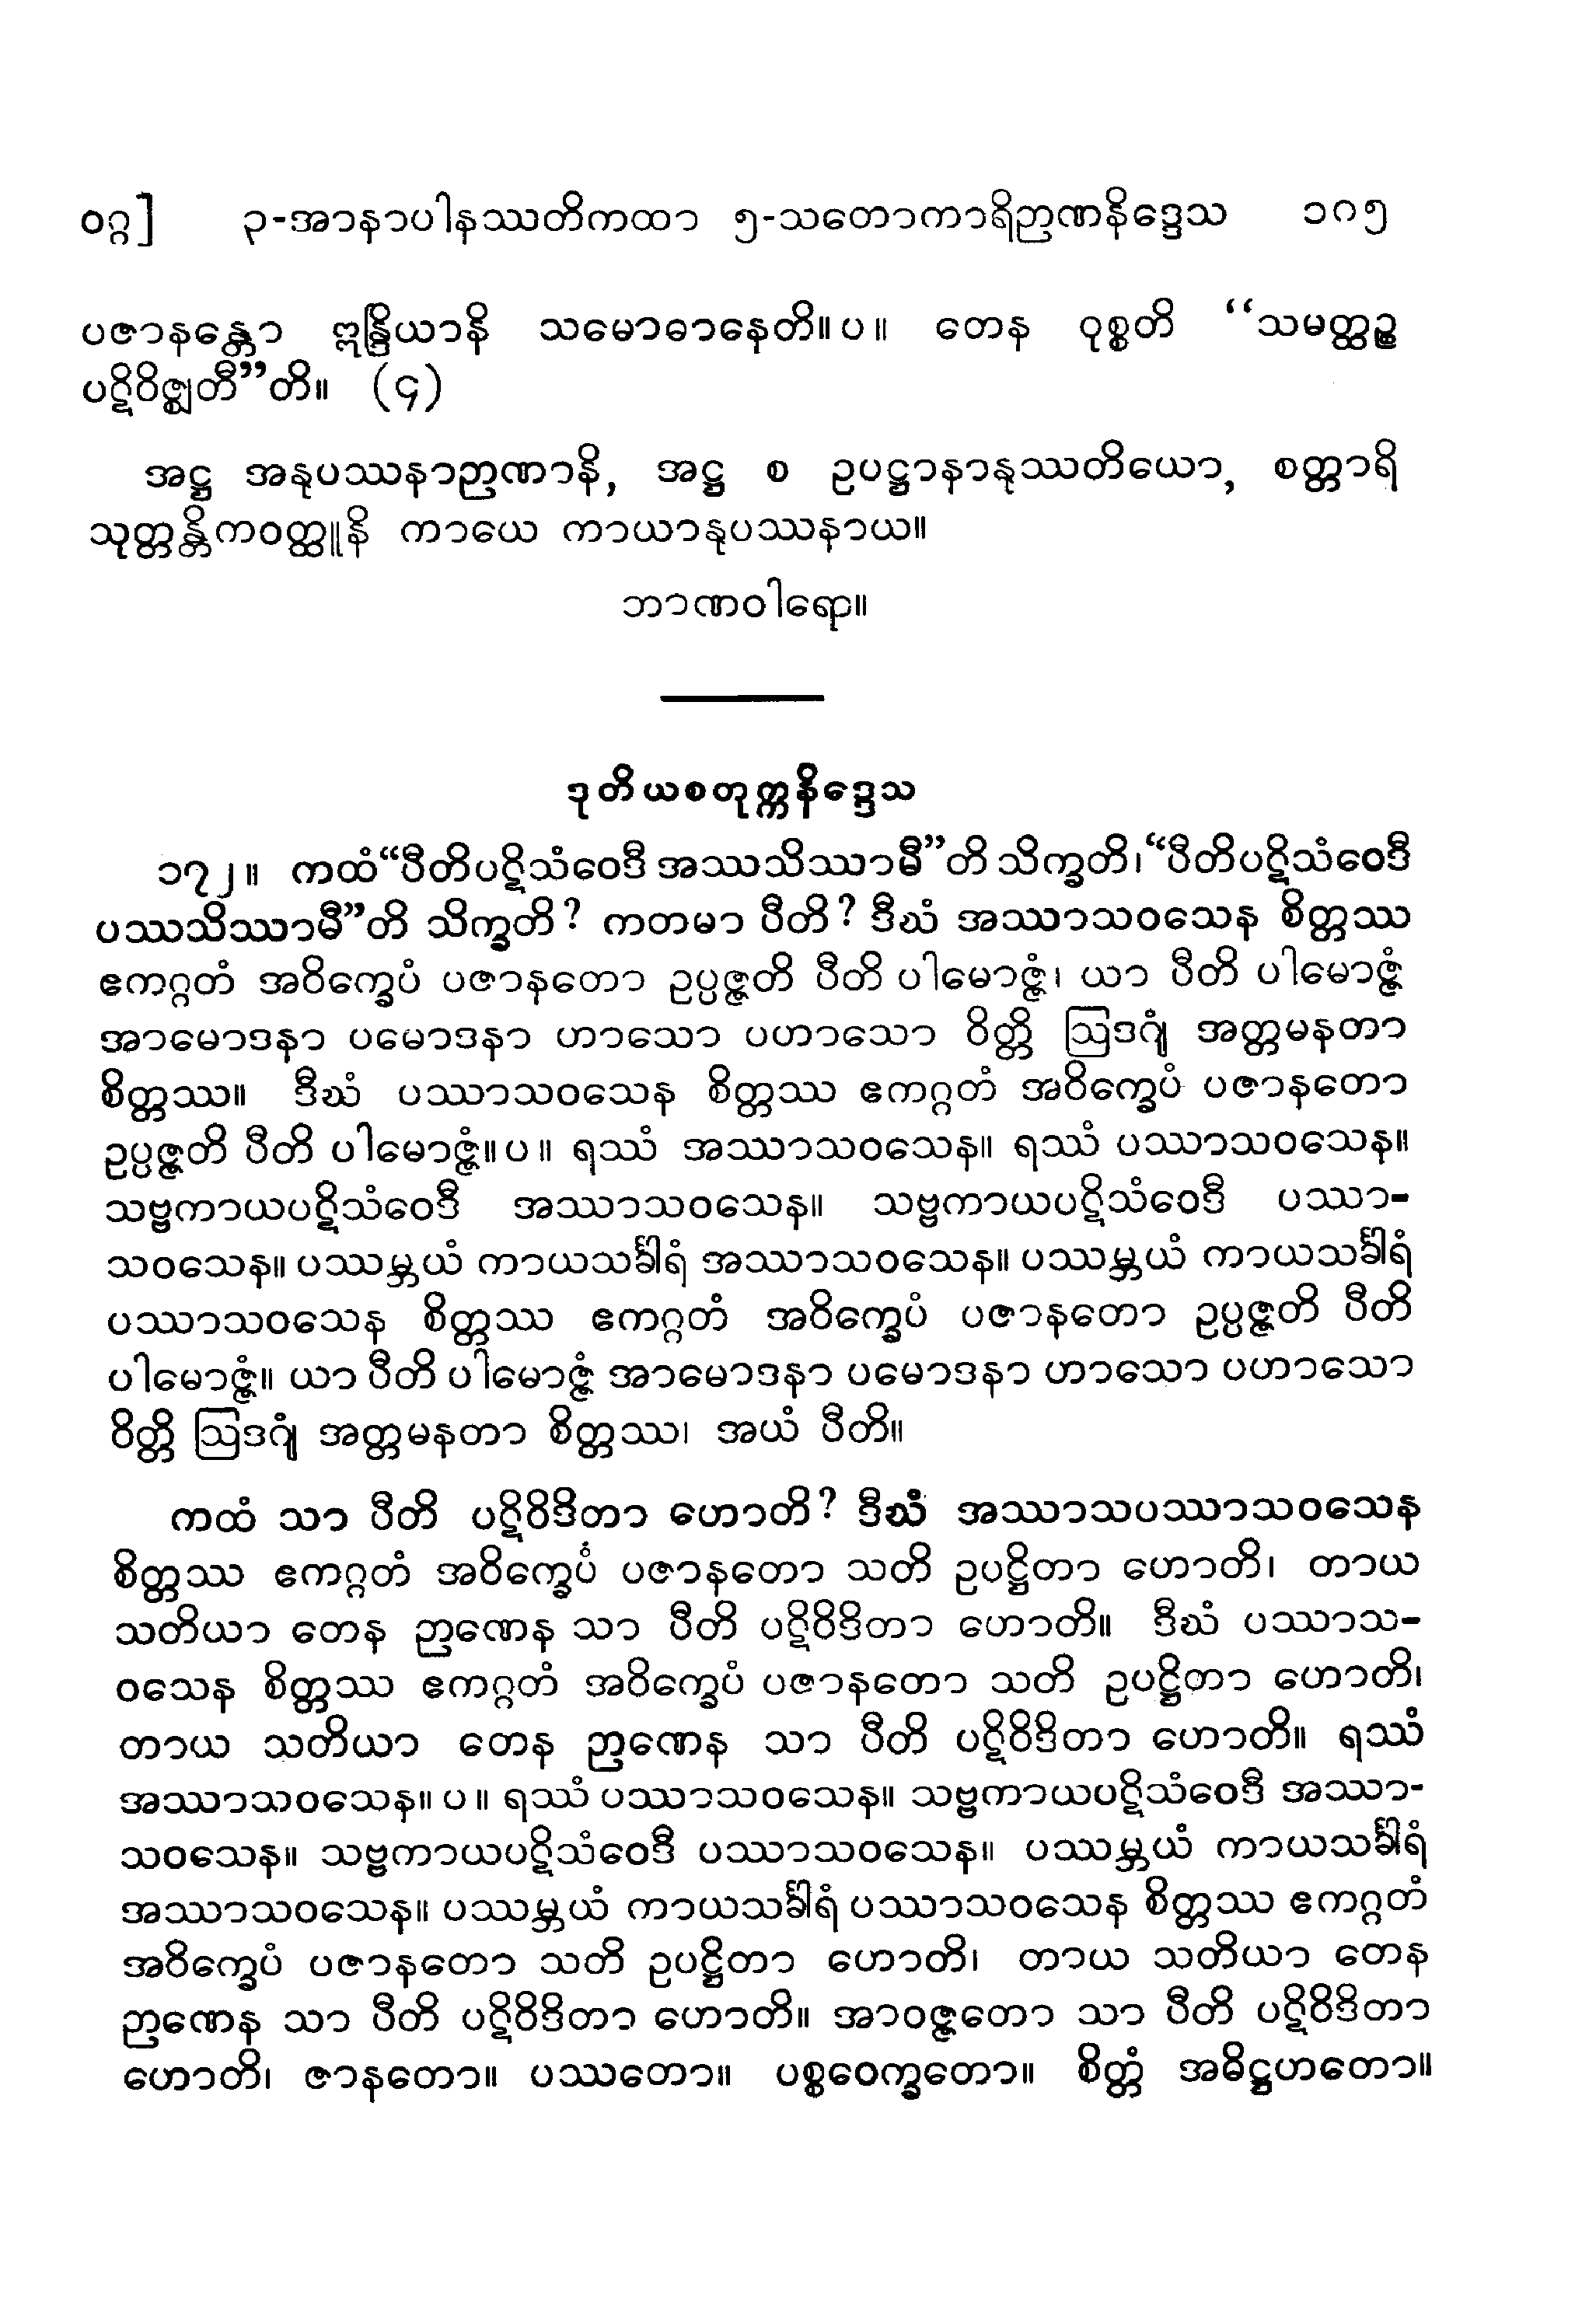 ဝဂ္ဂ] ၃-အာနာပါနဿတိကထာ ၅-သတောကာရိဉာဏနိဒ္ဒေသ ၁၈၅
ပဇာနန္တော ဣန္ဒြိယာနိ သမောဓာနေတိ။ပ။ တေန ဝုစ္စတိ ‘‘သမတ္ထဉ္စ
ပဋိဝိဇ္ဈတီ’’တိ။ (၄)
အဋ္ဌ အနုပဿနာဉာဏာနိ, အဋ္ဌ စ ဥပဋ္ဌာနာနုဿတိယော, စတ္တာရိ
သုတ္တန္တိကဝတ္ထူနိ ကာယေ ကာယာနုပဿနာယ။
ဘာဏဝါရော။
ဒုတိယစတုက္ကနိဒ္ဒေသ
၁၇၂။ ကထံ‘‘ပီတိပဋိသံဝေဒီ အဿသိဿာမီ’’တိ သိက္ခတိ၊‘‘ပီတိပဋိသံဝေဒီ
ပဿသိဿာမီ’’တိ သိက္ခတိ? ကတမာ ပီတိ? ဒီဃံ အဿာသဝသေန စိတ္တဿ
ဧကဂ္ဂတံ အဝိက္ခေပံ ပဇာနတော ဥပ္ပဇ္ဇတိ ပီတိ ပါမောဇ္ဇံ၊ ယာ ပီတိ ပါမောဇ္ဇံ
အာမောဒနာ ပမောဒနာ ဟာသော ပဟာသော ဝိတ္တိ ဩဒဂျံ အတ္တမနတာ
စိတ္တဿ။ ဒီဃံ ပဿာသဝသေန စိတ္တဿ ဧကဂ္ဂတံ အဝိက္ခေပံ ပဇာနတော
ဥပ္ပဇ္ဇတိ ပီတိ ပါမောဇ္ဇံ။ပ။ ရဿံ အဿာသဝသေန။ ရဿံ ပဿာသဝသေန။
သဗ္ဗကာယပဋိသံဝေဒီ အဿာသဝသေန။ သဗ္ဗကာယပဋိသံဝေဒီ ပဿာ-
သဝသေန။ ပဿမ္ဘယံ ကာယသင်္ခါရံ အဿာသဝသေန။ ပဿမ္ဘယံ ကာယသင်္ခါရံ
ပဿာသဝသေန စိတ္တဿ ဧကဂ္ဂတံ အဝိက္ခေပံ ပဇာနတော ဥပ္ပဇ္ဇတိ ပီတိ
ပါမောဇ္ဇံ။ ယာ ပီတိ ပါမောဇ္ဇံ အာမောဒနာ ပမောဒနာ ဟာသော ပဟာသော
ဝိတ္တိ ဩဒဂျံ အတ္တမနတာ စိတ္တဿ၊ အယံ ပီတိ။
ကထံ သာ ပီတိ ပဋိဝိဒိတာ ဟောတိ? ဒီဃံ အဿာသပဿာသဝသေန
စိတ္တဿ ဧကဂ္ဂတံ အဝိက္ခေပံ ပဇာနတော သတိ ဥပဋ္ဌိတာ ဟောတိ၊ တာယ
သတိယာ တေန ဉာဏေန သာ ပီတိ ပဋိဝိဒိတာ ဟောတိ။ ဒီဃံ ပဿာသ-
ဝသေန စိတ္တဿ ဧကဂ္ဂတံ အဝိက္ခေပံ ပဇာနတော သတိ ဥပဋ္ဌိတာ ဟောတိ၊
တာယ သတိယာ တေန ဉာဏေန သာ ပီတိ ပဋိဝိဒိတာ ဟောတိ။ ရဿံ
အဿာသဝသေန။ပ။ ရဿံ ပဿာသဝသေန။ သဗ္ဗကာယပဋိသံဝေဒီ အဿာ-
သဝသေန။ သဗ္ဗကာယပဋိသံဝေဒီ ပဿာသဝသေန။ ပဿမ္ဘယံ ကာယသင်္ခါရံ
အဿာသဝသေန။ ပဿမ္ဘယံ ကာယသင်္ခါရံ ပဿာသဝသေန စိတ္တဿ ဧကဂ္ဂတံ
အဝိက္ခေပံ ပဇာနတော သတိ ဥပဋ္ဌိတာ ဟောတိ၊ တာယ သတိယာ တေန
ဉာဏေန သာ ပီတိ ပဋိဝိဒိတာ ဟောတိ။ အာဝဇ္ဇတော သာ ပီတိ ပဋိဝိဒိတာ
ဟောတိ၊ ဇာနတော။ ပဿတော။ ပစ္စဝေက္ခတော။ စိတ္တံ အဓိဋ္ဌဟတော။